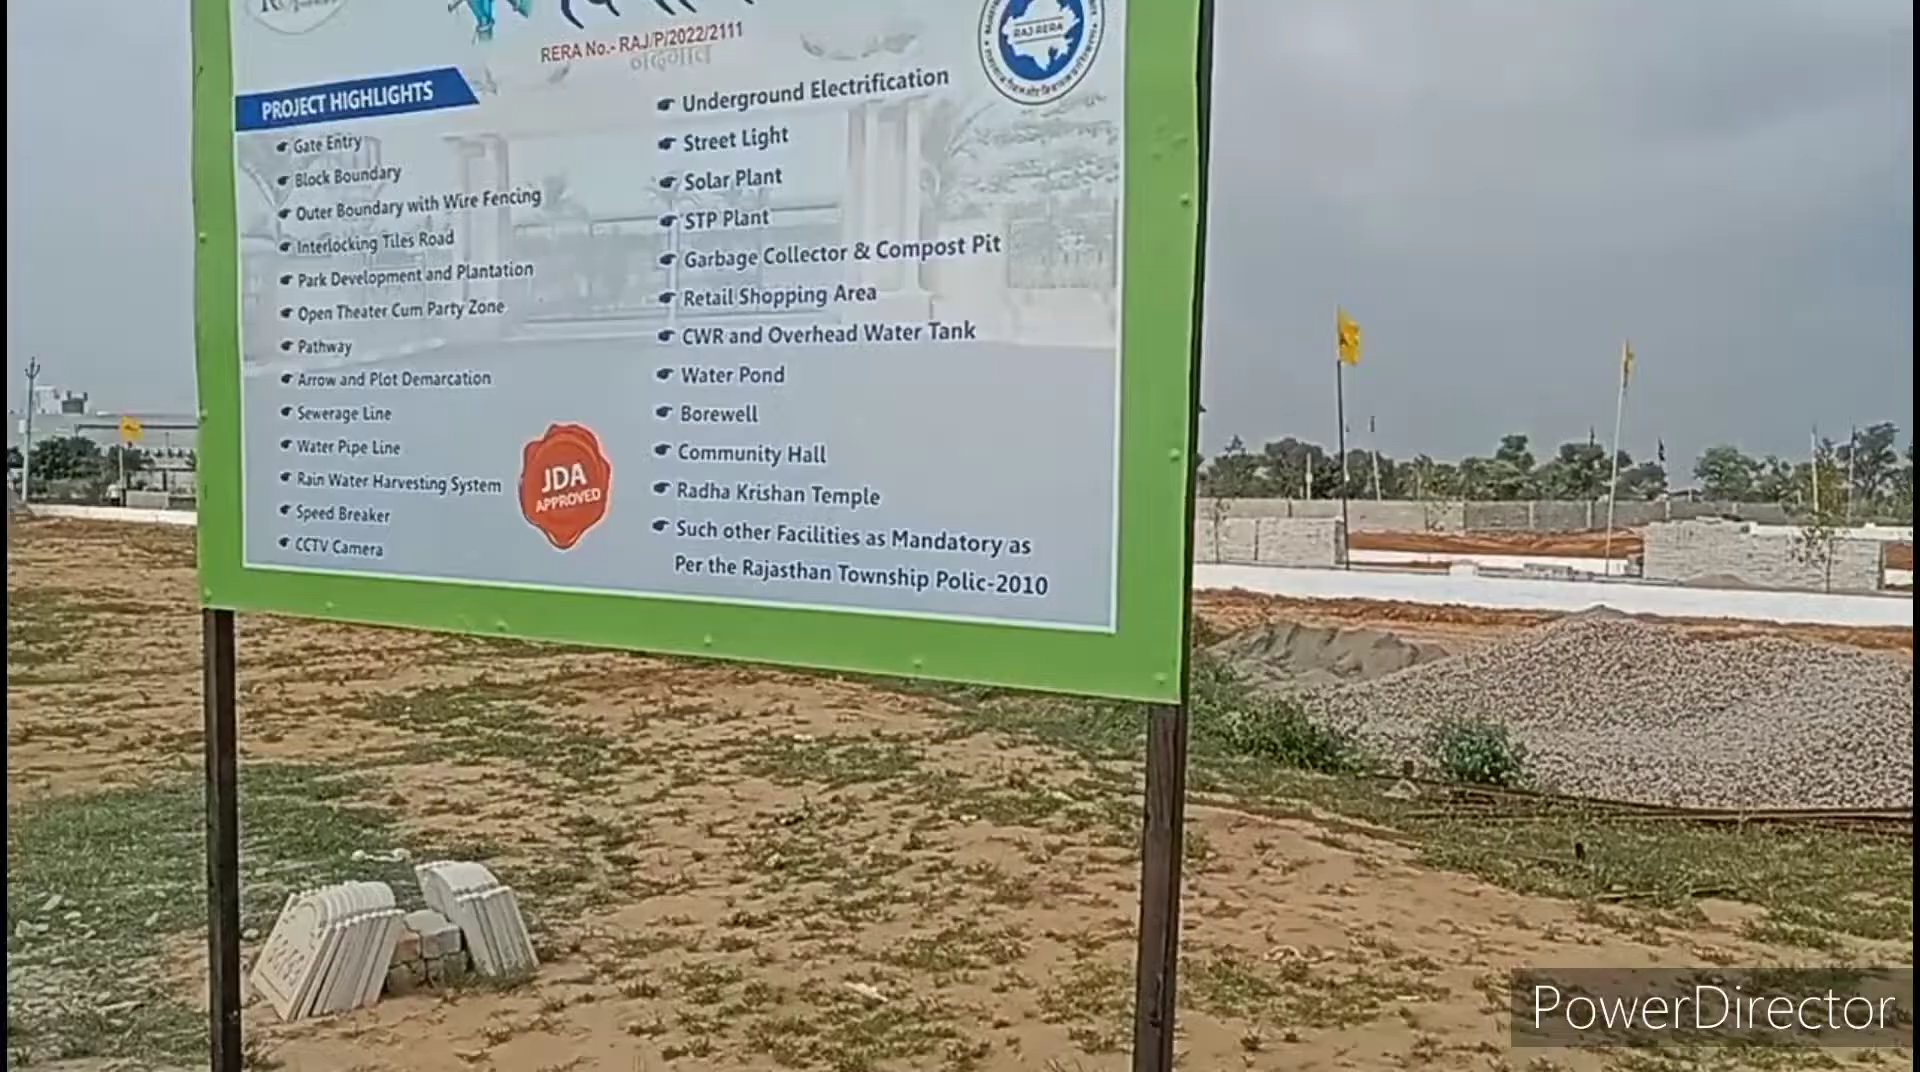 RERA No.- RAJ/P/2022/2111
RAJ RERA
PROJECT HIGHLIGHTS
Gate Entry
Block Boundary
Outer Boundary with Wire Fencing
Interlocking Tiles Road
Park Development and Plantation
Open Theater Cum Party Zone
Pathway
Arrow and Plot Demarcation
Sewerage Line
Water Pipe Line
Rain Water Harvesting System
Speed Breaker
CCTV Camera
JDA
APPROVED
Underground Electrification
Street Light
Solar Plant
STP Plant
Garbage Collector & Compost Pit
Retail Shopping Area
CWR and Overhead Water Tank
Water Pond
Borewell
Community Hall
Radha Krishan Temple
Such other Facilities as Mandatory as
Per the Rajasthan Township Polic-2010
PowerDirector